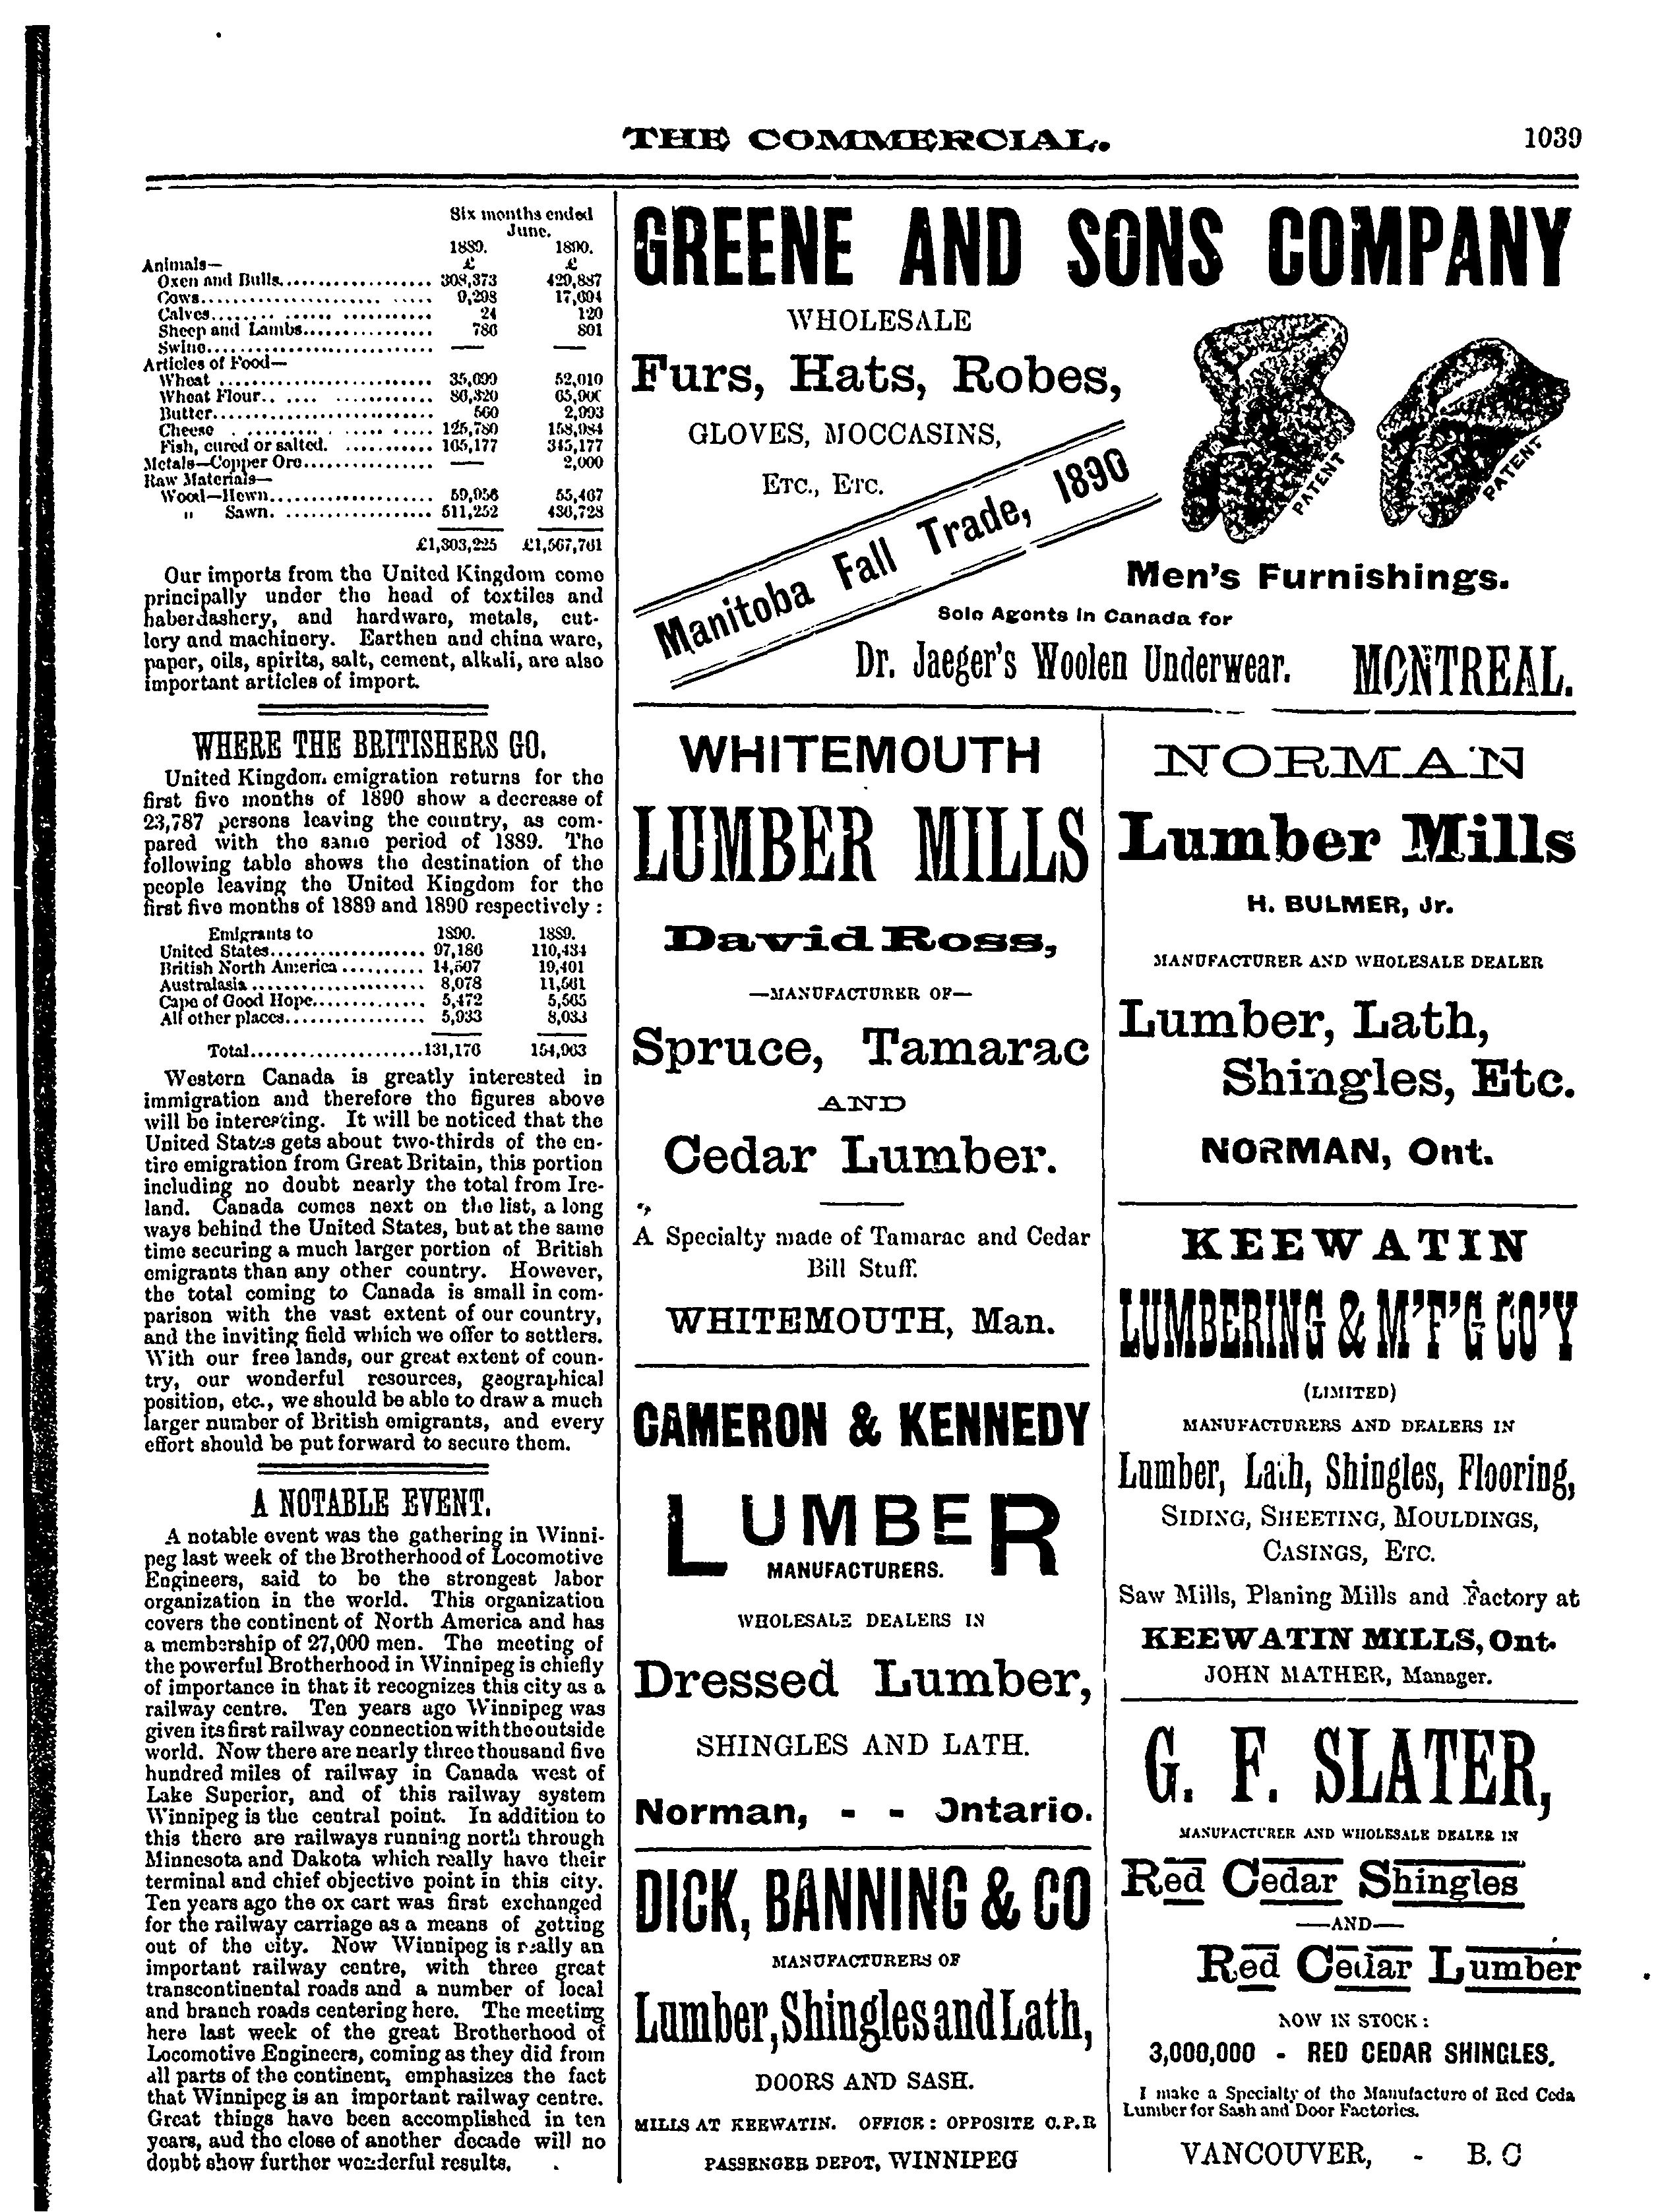 THE COMMERCIAL.
1039
Six months ended
June.
1889. 1890.
Animals— £ £
Oxen and Bulls................... 308,373 429,887
Cows...................... ..... 9,298 17,604
Calves........ ...... ........... 24 120
Sheep and Lambs................ 786 801
Swine............................ — —
Articles of Food—
Wheat .......................... 35,099 52,010
Wheat Flour.. .... ............ 86,320
Butter........................... 560 2,093
Cheese . ......... . ..... ..... 125,780 158,084
Fish, cured or salted. ........... 165,177 345,177
Metals—Copper Ore................ — 2,000
Raw Materials—
Wood—Hewn.................... 59,956 55,467
" Sawn. .................. 511,252 436,728
£1,303,225 £1,567,761
Our imports from the United Kingdom come
principally under the head of textiles and
haberdashery, and hardware, metals, cut-
lery and machinery. Earthen and china ware,
paper, oils, spirits, salt, cement, alkali, are also
important articles of import.
WHERE THE BRITISHERS GO.
United Kingdom emigration returns for the
first five months of 1890 show a decrease of
23,787 persons leaving the country, as com-
pared with the same period of 1889. The
following table shows the destination of the
people leaving the United Kingdom for the
first five months of 1889 and 1890 respectively :
Emigrants to 1890. 1889.
United States................... 97,186 110,434
British North America.......... 14,507 19,401
Australasia..................... 8,078 11,561
Cape of Good Hope.............. 5,472 5,565
All other places................. 5,933 8,033
Total.....................131,176 154,963
Western Canada is greatly interested in
immigration and therefore the figures above
will be interesting. It will be noticed that the
United States gets about two-thirds of the en-
tire emigration from Great Britain, this portion
including no doubt nearly the total from Ire-
land. Canada comes next on the list, a long
ways behind the United States, but at the same
time securing a much larger portion of British
emigrants than any other country. However,
the total coming to Canada is small in com-
parison with the vast extent of our country,
and the inviting field which we offer to settlers.
With our free lands, our great extent of coun-
try, our wonderful resources, geographical
position, etc., we should be able to draw a much
larger number of British emigrants, and every
effort should be put forward to secure them.
A NOTABLE EVENT.
A notable event was the gathering in Winni-
peg last week of the Brotherhood of Locomotive
Engineers, said to be the strongest labor
organization in the world. This organization
covers the continent of North America and has
a membership of 27,000 men. The meeting of
the powerful Brotherhood in Winnipeg is chiefly
of importance in that it recognizes this city as a
railway centre. Ten years ago Winnipeg was
given its first railway connection with the outside
world. Now there are nearly three thousand five
hundred miles of railway in Canada west of
Lake Superior, and of this railway system
Winnipeg is the central point. In addition to
this there are railways running north through
Minnesota and Dakota which really have their
terminal and chief objective point in this city.
Ten years ago the ox cart was first exchanged
for the railway carriage as a means of getting
out of the city. Now Winnipeg is really an
important railway centre, with three great
transcontinental roads and a number of local
and branch roads centering here. The meeting
here last week of the great Brotherhood of
Locomotive Engineers, coming as they did from
all parts of the continent, emphasizes the fact
that Winnipeg is an important railway centre.
Great things have been accomplished in ten
years, and the close of another decade will no
doubt show further wonderful results.
GREENE AND SONS COMPANY
WHOLESALE
Furs, Hats, Robes,
GLOVES, MOCCASINS,
ETC., ETC.
PATENT
PATENT
Manitoba Fall Trade, 1890
Men's Furnishings.
Sole Agents in Canada for
Dr. Jaeger's Woolen Underwear. MONTREAL.
WHITEMOUTH
LUMBER MILLS
David Ross,
—MANUFACTURER OF—
Spruce, Tamarac
AND
Cedar Lumber.
A Specialty made of Tamarac and Cedar
Bill Stuff.
WHITEMOUTH, Man.
CAMERON & KENNEDY
LUMBER
MANUFACTURERS.
WHOLESALE DEALERS IN
Dressed Lumber,
SHINGLES AND LATH.
Norman, - - Ontario.
DICK, BANNING & CO
MANUFACTURERS OF
Lumber, Shingles and Lath,
DOORS AND SASH.
MILLS AT KEEWATIN. OFFICE: OPPOSITE C.P.R
PASSENGER DEPOT, WINNIPEG
NORMAN
Lumber Mills
H. BULMER, Jr.
MANUFACTURER AND WHOLESALE DEALER
Lumber, Lath,
Shingles, Etc.
NORMAN, Ont.
KEEWATIN
LUMBERING & M'F'G CO'Y
(LIMITED)
MANUFACTURERS AND DEALERS IN
Lumber, Lath, Shingles, Flooring,
SIDING, SHEETING, MOULDINGS,
CASINGS, ETC.
Saw Mills, Planing Mills and Factory at
KEEWATIN MILLS, Ont.
JOHN MATHER, Manager.
G. F. SLATER,
MANUFACTURER AND WHOLESALE DEALER IN
Red Cedar Shingles
—AND—
Red Cedar Lumber
NOW IN STOCK:
3,000,000 - RED CEDAR SHINGLES.
I make a Specialty of the Manufacture of Red Ceda
Lumber for Sash and Door Factories.
VANCOUVER, - B. C